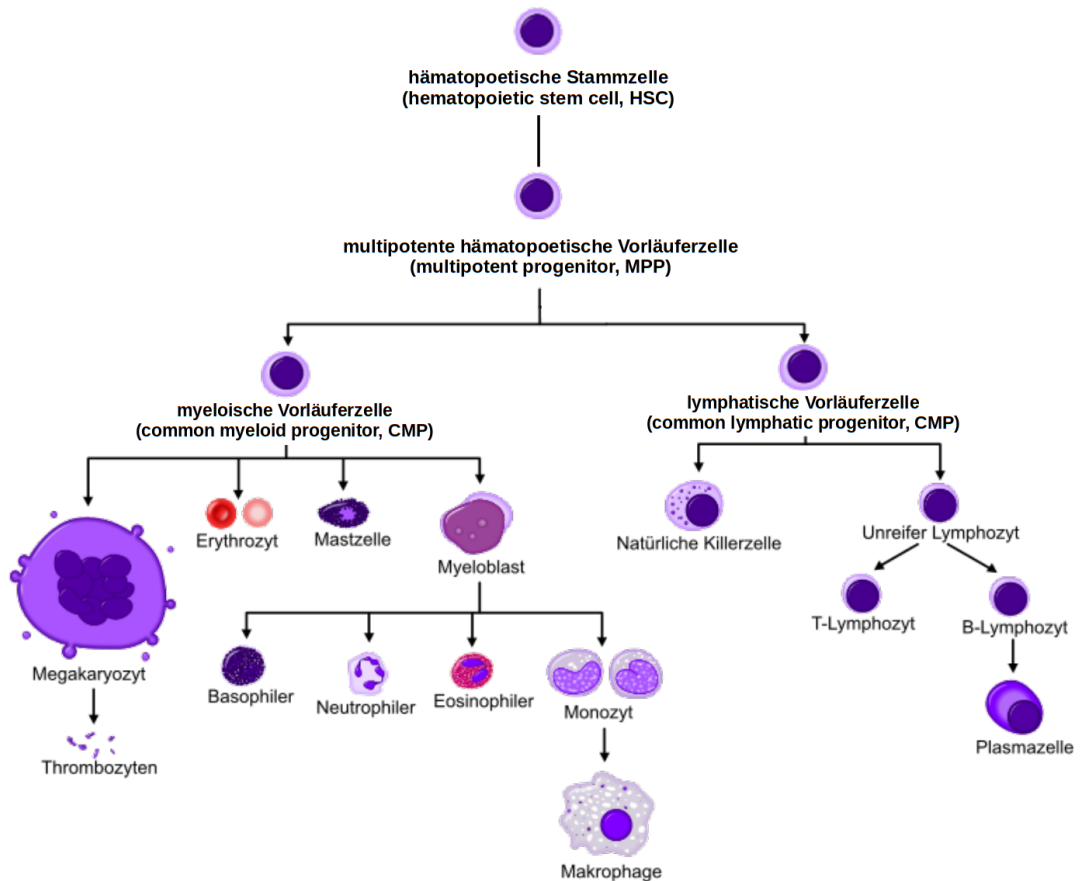 hämatopoetische Stammzelle
(hematopoietic stem cell, HSC)
multipotente hämatopoetische Vorläuferzelle
(multipotent progenitor, MPP)
myeloische Vorläuferzelle
(common myeloid progenitor, CMP)
lymphatische Vorläuferzelle
(common lymphatic progenitor, CMP)
Erythrozyt
Mastzelle
Myeloblast
Natürliche Killerzelle
Unreifer Lymphozyt
T-Lymphozyt
B-Lymphozyt
Megakaryozyt
Basophiler
Neutrophiler
Eosinophiler
Monozyt
Plasmazelle
Thrombozyten
Makrophage